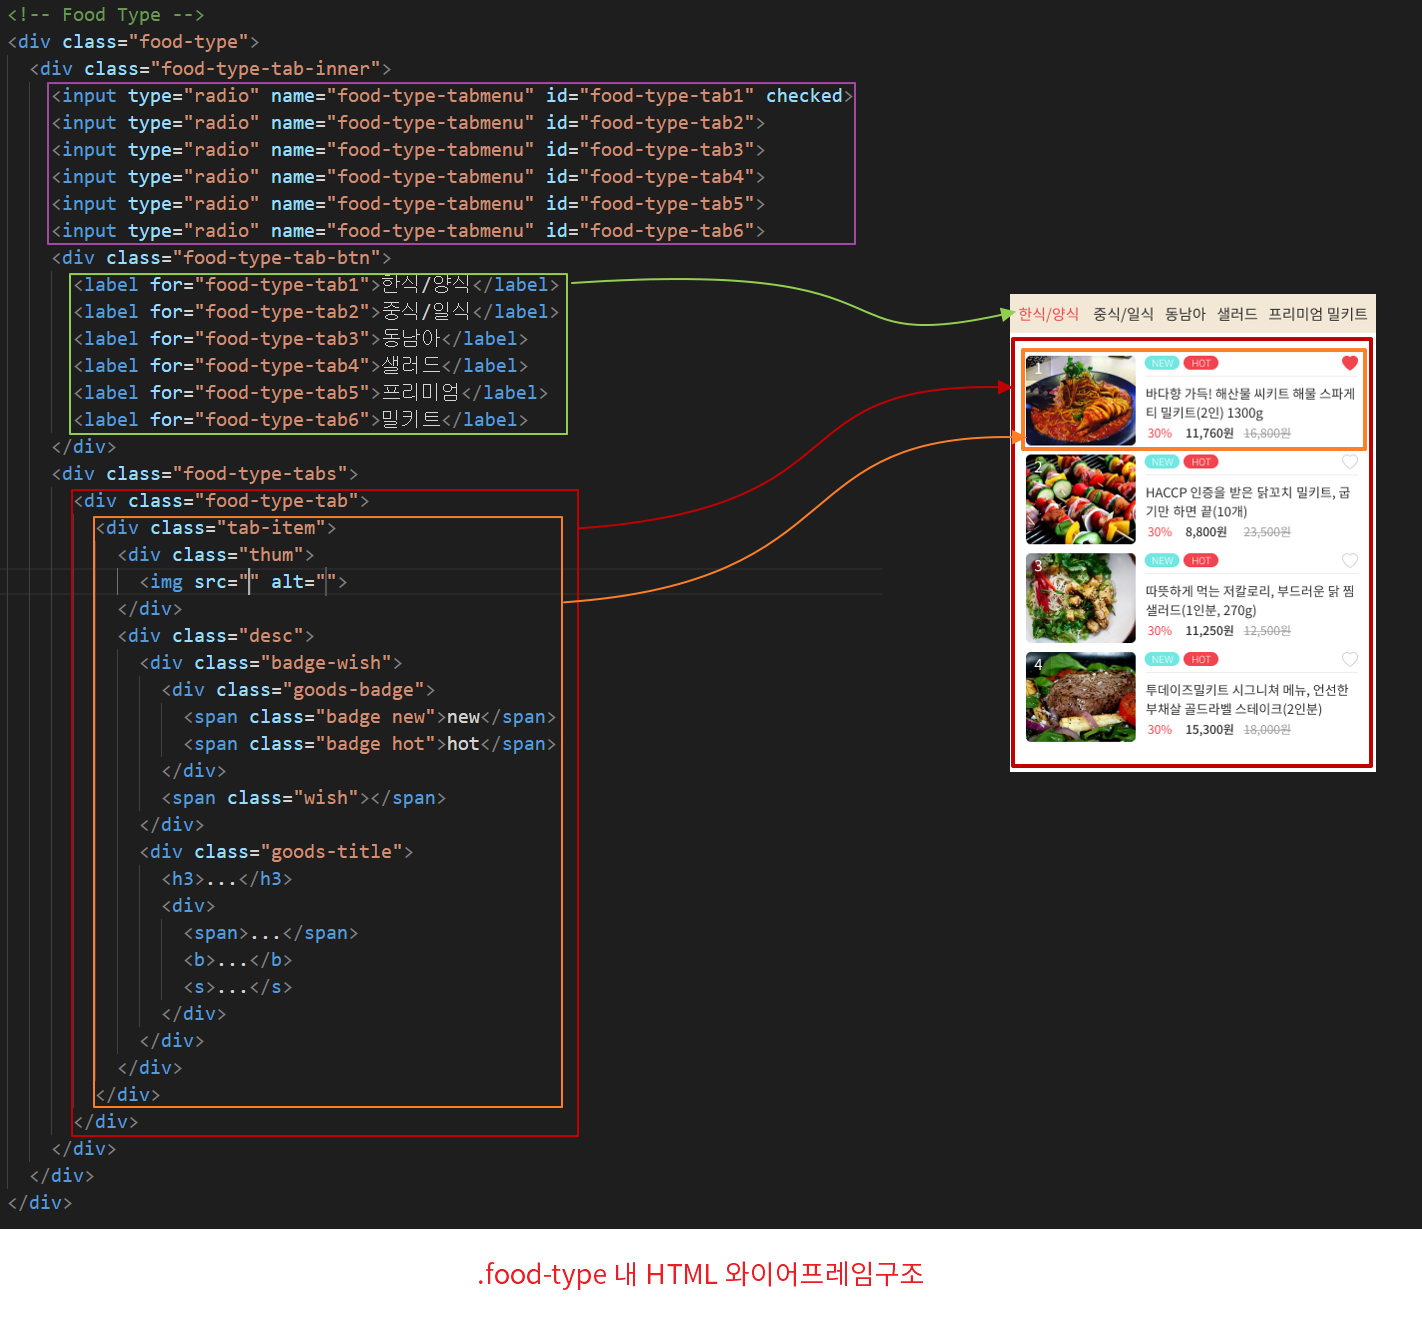 <!-- Food Type -->
<div class="food-type">
<div class="food-type-tab-inner">
<input type="radio" name="food-type-tabmenu" id="food-type-tab1" checked>
<input type="radio" name="food-type-tabmenu" id="food-type-tab2">
<input type="radio" name="food-type-tabmenu" id="food-type-tab3">
<input type="radio" name="food-type-tabmenu" id="food-type-tab4">
<input type="radio" name="food-type-tabmenu" id="food-type-tab5">
<input type="radio" name="food-type-tabmenu" id="food-type-tab6">
<div class="food-type-tab-btn">
<label for="food-type-tab1">한식/양식</label>
<label for="food-type-tab2">중식/일식</label>
<label for="food-type-tab3">동남아</label>
<label for="food-type-tab4">샐러드</label>
<label for="food-type-tab5">프리미엄</label>
<label for="food-type-tab6">밀키트</label>
</div>
<div class="food-type-tabs">
<div class="food-type-tab">
<div class="tab-item">
<div class="thum">
<img src="" alt="">
</div>
<div class="desc">
<div class="badge-wish">
<div class="goods-badge">
<span class="badge new">new</span>
<span class="badge hot">hot</span>
</div>
<span class="wish"></span>
</div>
<div class="goods-title">
<h3>...</h3>
<div>
<span>...</span>
<b>...</b>
<s>...</s>
</div>
</div>
</div>
</div>
</div>
</div>
</div>
</div>
한식/양식 중식/일식 동남아 샐러드 프리미엄 밀키트
1
NEW HOT
바다향 가득! 해산물 씨키트 해물 스파게
티 밀키트(2인) 1300g
30% 11,760원 16,800원
2
NEW HOT
HACCP 인증을 받은 닭꼬치 밀키트, 굽
기만 하면 끝(10개)
30% 8,800원 23,500원
3
NEW HOT
따뜻하게 먹는 저칼로리, 부드러운 닭 찜
샐러드(1인분, 270g)
30% 11,250원 12,500원
4
NEW HOT
투데이즈밀키트 시그니쳐 메뉴, 언선한
부채살 골드라벨 스테이크(2인분)
30% 15,300원 18,000원
.food-type 내 HTML 와이어프레임구조